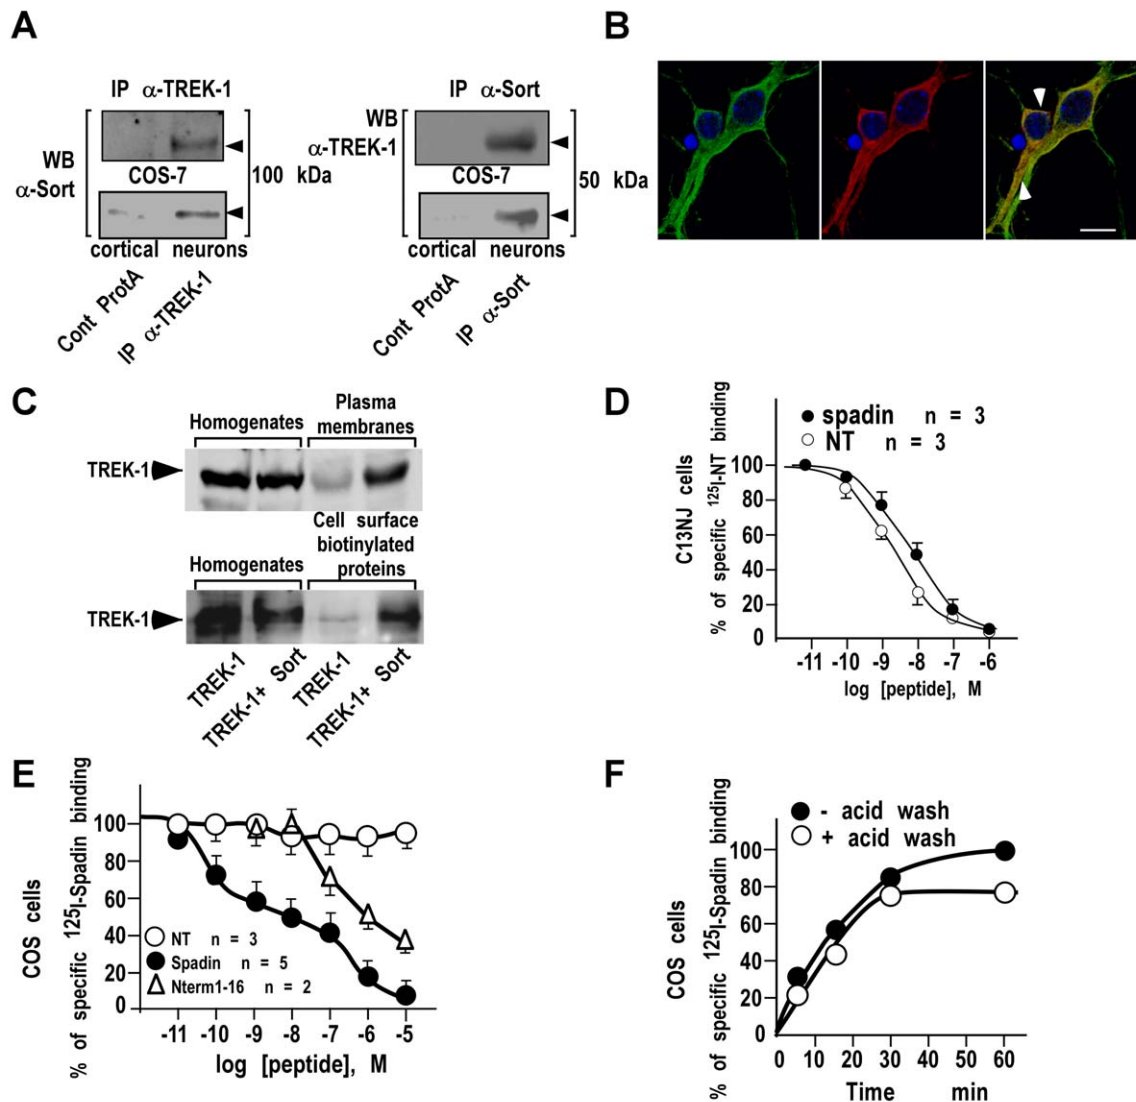 A
IP α-TREK-1
WB
α-Sort
COS-7
100 kDa
cortical neurons
Cont ProtA
IP α-TREK-1
IP α-Sort
WB
α-TREK-1
COS-7
50 kDa
cortical neurons
Cont ProtA
IP α-Sort
B
C
Homogenates
Plasma
membranes
TREK-1
Cell surface
biotinylated
proteins
Homogenates
TREK-1
TREK-1
TREK-1+ Sort
TREK-1
TREK-1+ Sort
D
spadin n = 3
NT n = 3
C13NJ cells
% of specific ¹²⁵I-NT binding
100
80
60
40
20
0
-11 -10 -9 -8 -7 -6
log [peptide], M
E
COS cells
% of specific ¹²⁵I-Spadin binding
100
80
60
40
20
0
NT n = 3
Spadin n = 5
Nterm1-16 n = 2
-11 -10 -9 -8 -7 -6 -5
log [peptide], M
F
- acid wash
+ acid wash
COS cells
% of specific ¹²⁵I-Spadin binding
100
80
60
40
20
0
0 10 20 30 40 50 60
Time min